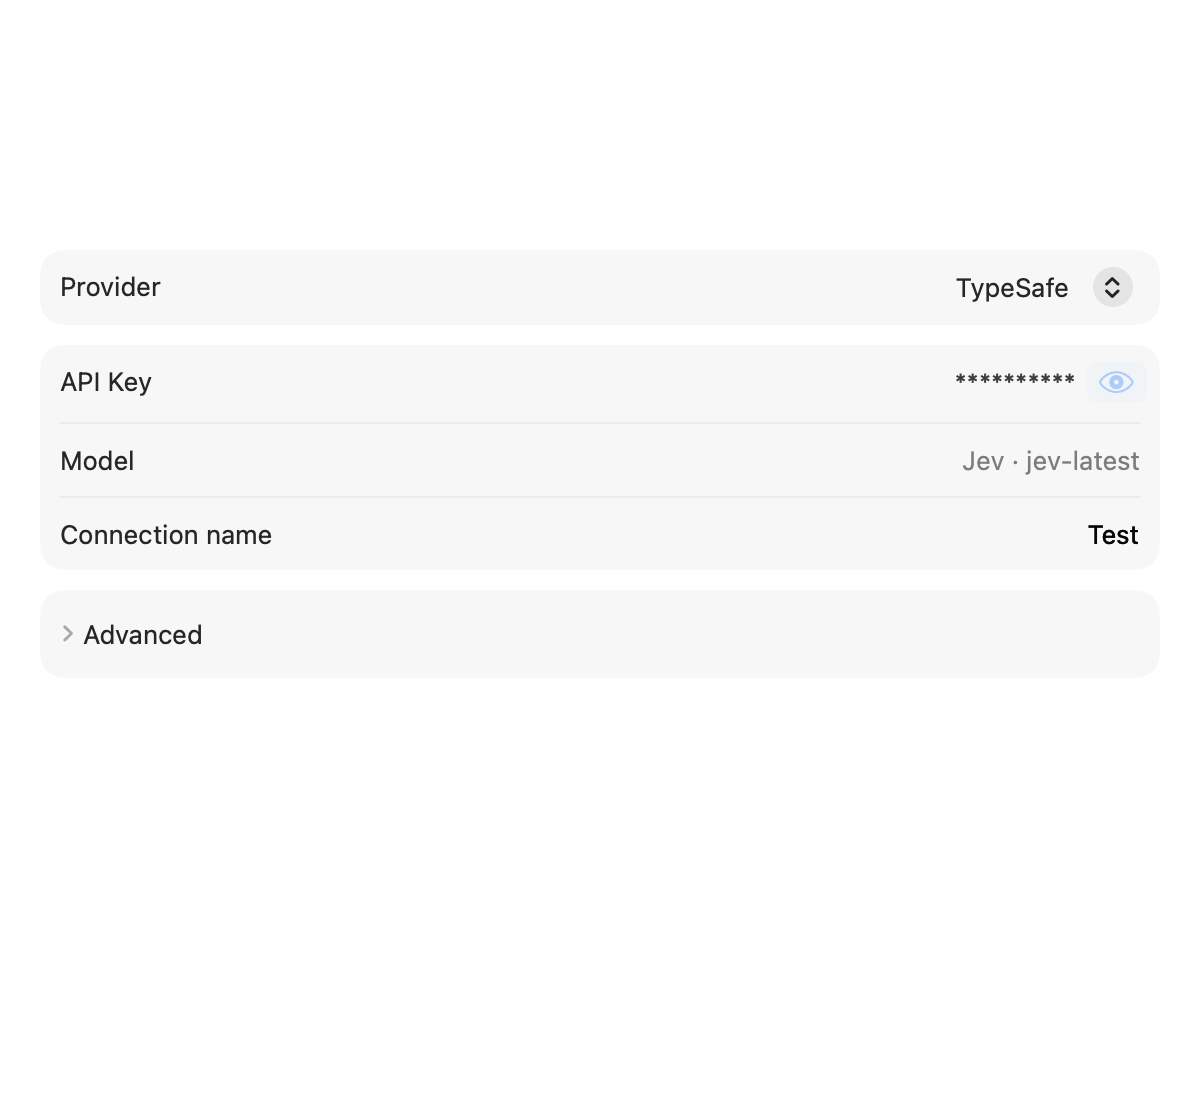 Provider TypeSafe
API Key **********
Model Jev · jev-latest
Connection name Test
Advanced